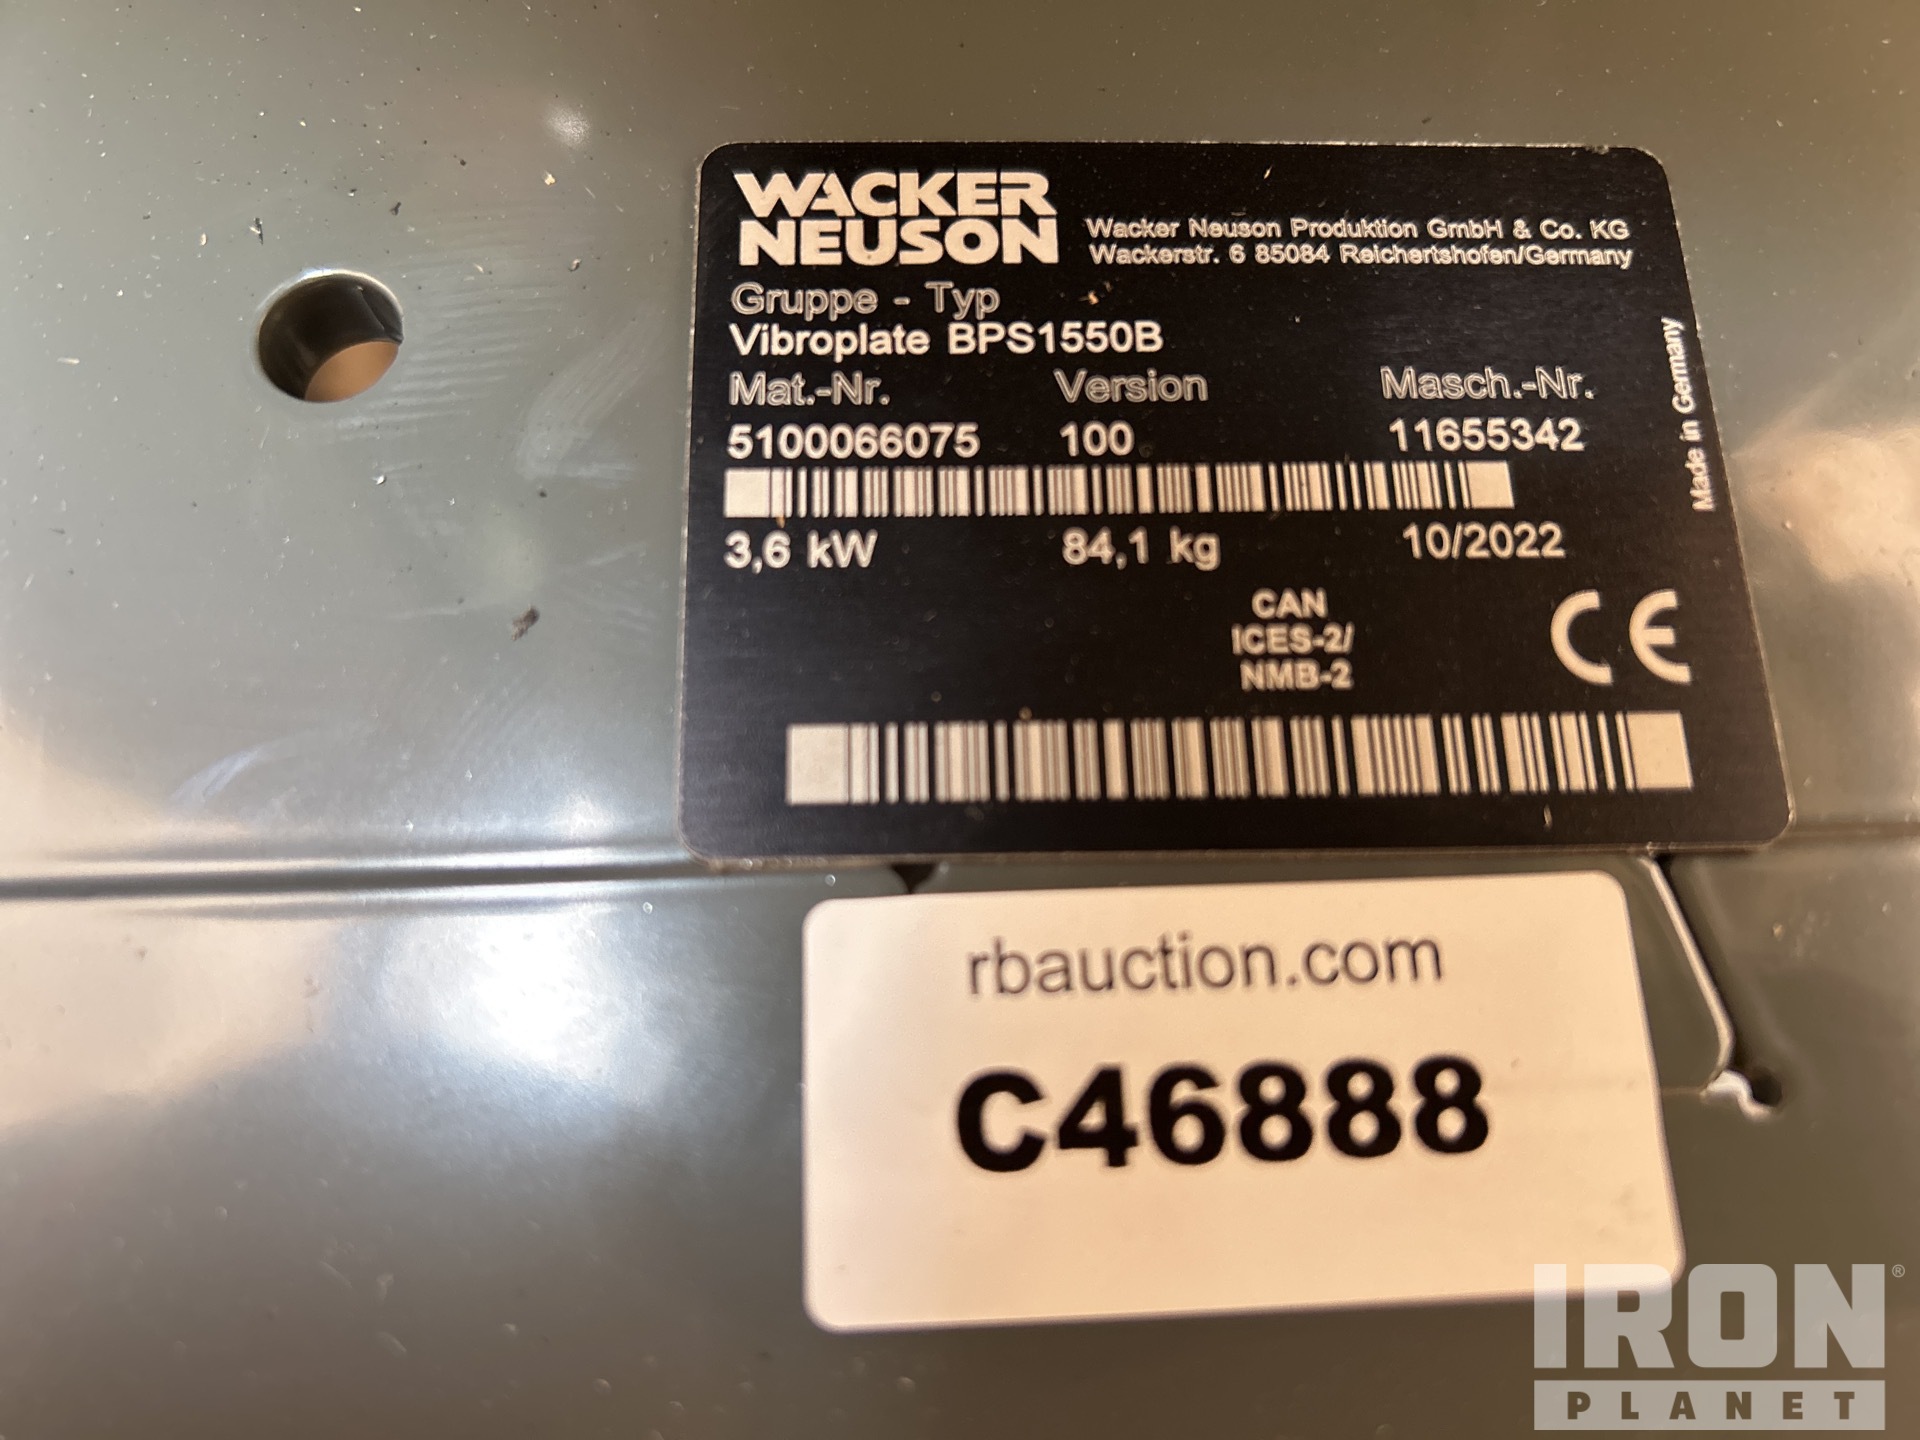 WACKER
NEUSON
Wacker Neuson Produktion GmbH & Co. KG
Wackerstr. 6 85084 Reichertshofen/Germany
Gruppe - Typ
Vibroplate BPS1550B
Mat.-Nr. Version Masch.-Nr.
5100066075 100 11655342
3,6 kW 84,1 kg 10/2022
Made in Germany
CAN
ICES-2/
NMB-2
CE
rbauction.com
C46888
IRON®
PLANET